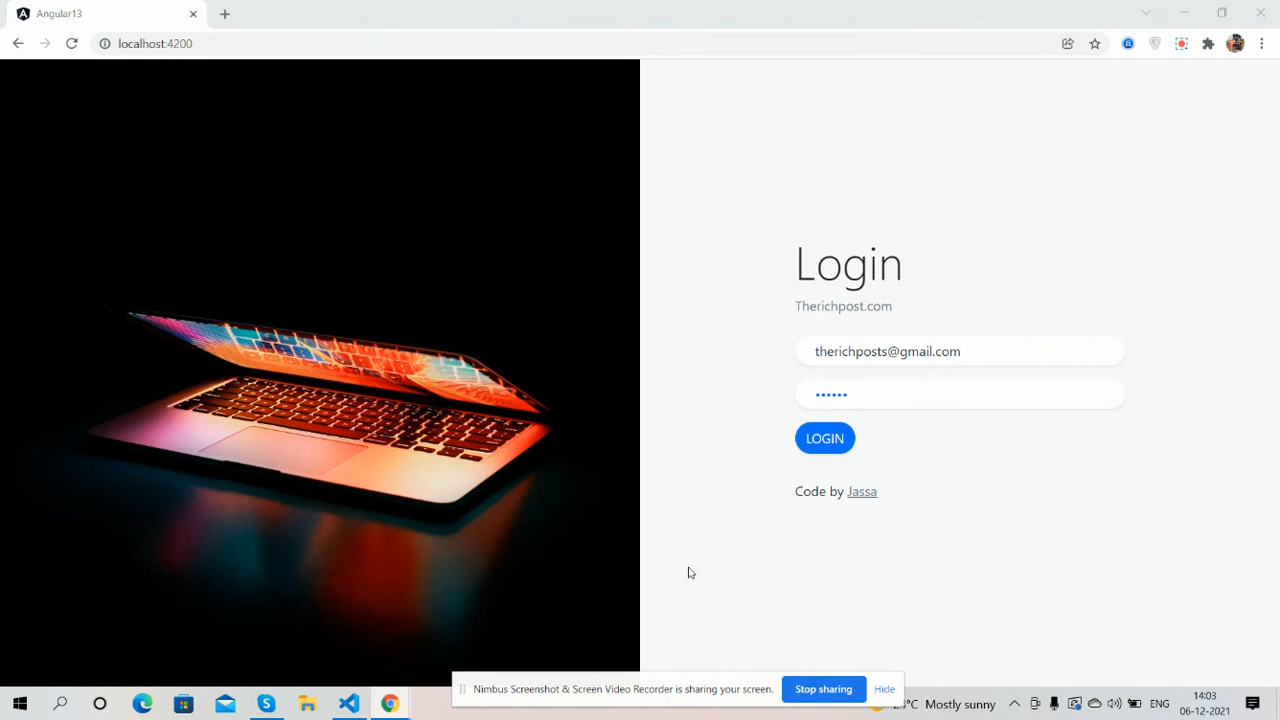 Angular13
localhost:4200
Login
Therichpost.com
therichposts@gmail.com
••••••
LOGIN
Code by Jassa
Nimbus Screenshot & Screen Video Recorder is sharing your screen.
Stop sharing
Hide
Mostly sunny
ENG
14:03
06-12-2021